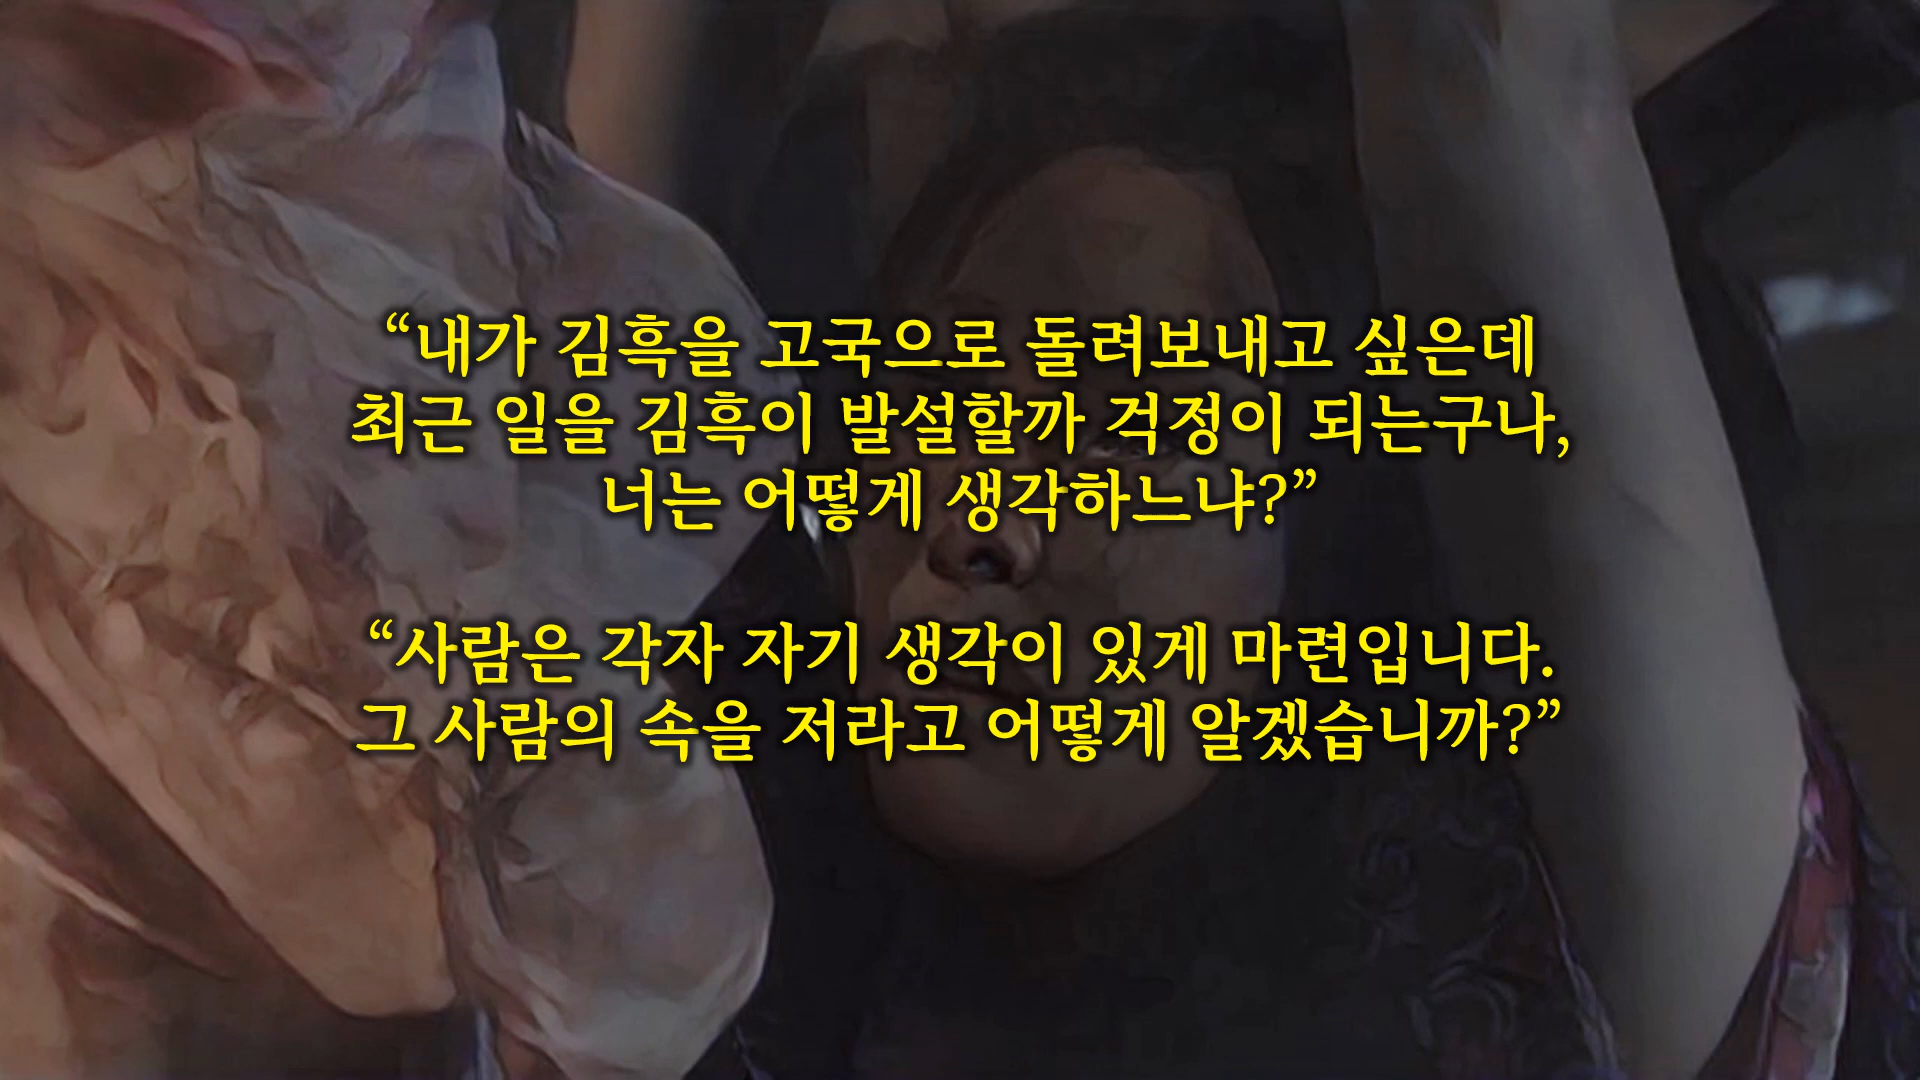 “내가 김흑을 고국으로 돌려보내고 싶은데
최근 일을 김흑이 발설할까 걱정이 되는구나,
너는 어떻게 생각하느냐?”
“사람은 각자 자기 생각이 있게 마련입니다.
그 사람의 속을 저라고 어떻게 알겠습니까?”